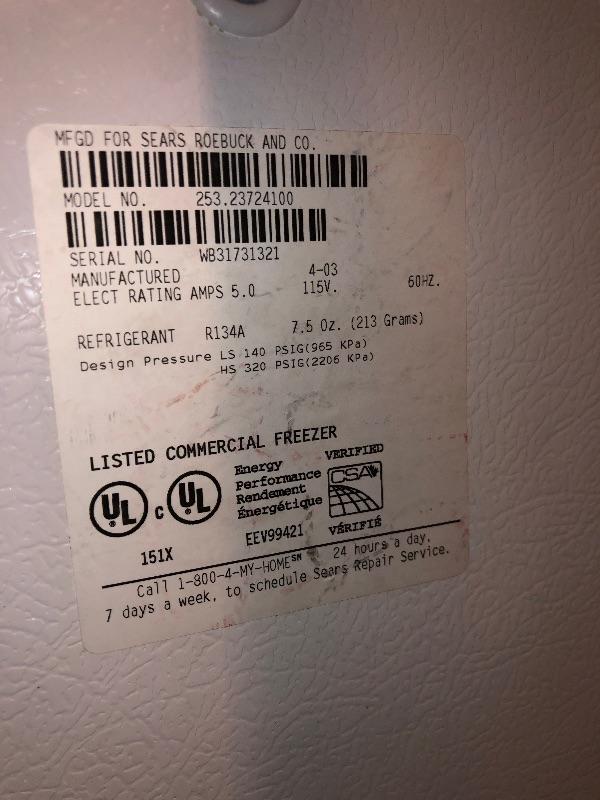 MFGD FOR SEARS ROEBUCK AND CO.
MODEL NO. 253.23724100
SERIAL NO. WB31731321
MANUFACTURED 4-03
ELECT RATING AMPS 5.0 115V. 60HZ.
REFRIGERANT R134A 7.5 Oz. (213 Grams)
Design Pressure LS 140 PSIG(965 KPa)
HS 320 PSIG(2206 KPa)
LISTED COMMERCIAL FREEZER
UL ® c UL ®
151X
Energy
Performance
Rendement
Énergétique
EEV99421
VERIFIED
CSA
VÉRIFIÉ
Call 1-800-4-MY-HOME℠ 24 hours a day,
7 days a week, to schedule Sears Repair Service.